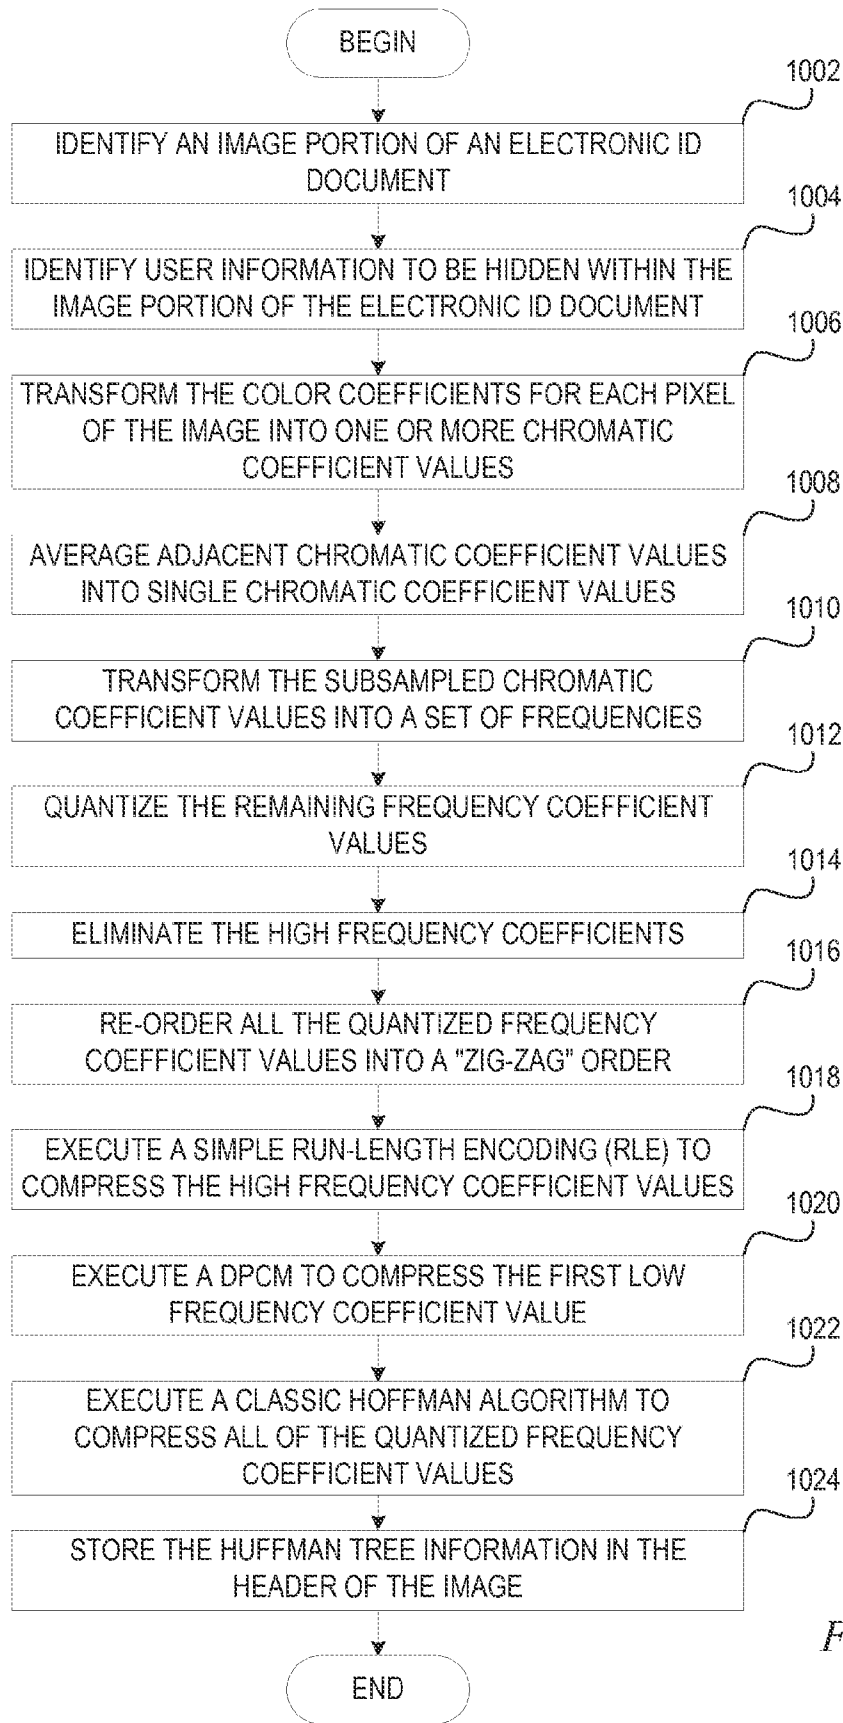 BEGIN
1002
IDENTIFY AN IMAGE PORTION OF AN ELECTRONIC ID
DOCUMENT
1004
IDENTIFY USER INFORMATION TO BE HIDDEN WITHIN THE
IMAGE PORTION OF THE ELECTRONIC ID DOCUMENT
1006
TRANSFORM THE COLOR COEFFICIENTS FOR EACH PIXEL
OF THE IMAGE INTO ONE OR MORE CHROMATIC
COEFFICIENT VALUES
1008
AVERAGE ADJACENT CHROMATIC COEFFICIENT VALUES
INTO SINGLE CHROMATIC COEFFICIENT VALUES
1010
TRANSFORM THE SUBSAMPLED CHROMATIC
COEFFICIENT VALUES INTO A SET OF FREQUENCIES
1012
QUANTIZE THE REMAINING FREQUENCY COEFFICIENT
VALUES
1014
ELIMINATE THE HIGH FREQUENCY COEFFICIENTS
1016
RE-ORDER ALL THE QUANTIZED FREQUENCY
COEFFICIENT VALUES INTO A "ZIG-ZAG" ORDER
1018
EXECUTE A SIMPLE RUN-LENGTH ENCODING (RLE) TO
COMPRESS THE HIGH FREQUENCY COEFFICIENT VALUES
1020
EXECUTE A DPCM TO COMPRESS THE FIRST LOW
FREQUENCY COEFFICIENT VALUE
1022
EXECUTE A CLASSIC HOFFMAN ALGORITHM TO
COMPRESS ALL OF THE QUANTIZED FREQUENCY
COEFFICIENT VALUES
1024
STORE THE HUFFMAN TREE INFORMATION IN THE
HEADER OF THE IMAGE
END